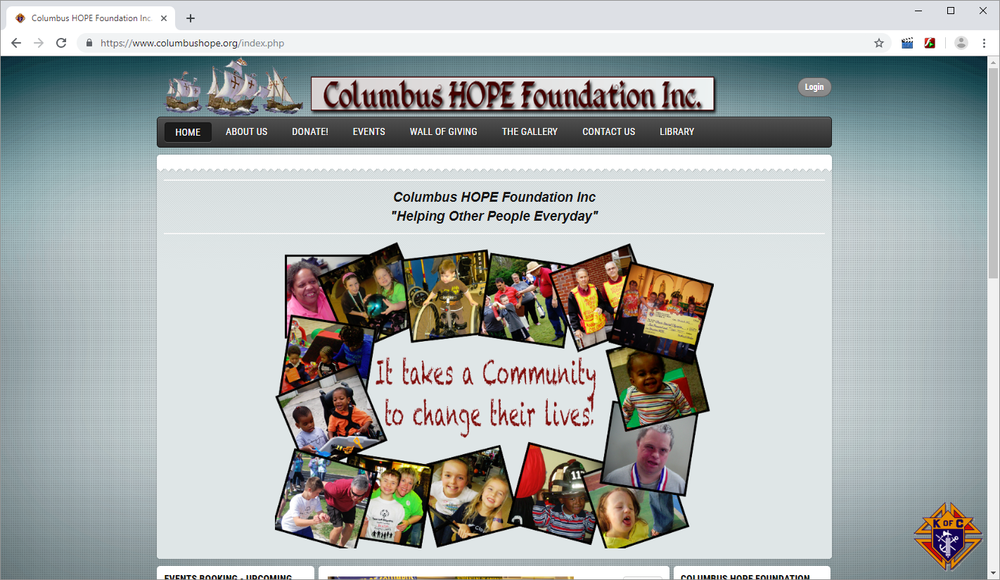 Columbus HOPE Foundation Inc.
https://www.columbushope.org/index.php
Columbus HOPE Foundation Inc.
Login
HOME ABOUT US DONATE! EVENTS WALL OF GIVING THE GALLERY CONTACT US LIBRARY
Columbus HOPE Foundation Inc
"Helping Other People Everyday"
It takes a Community
to change their lives!
K OF C
EVENTS BOOKING - UPCOMING
COLUMBUS HOPE FOUNDATION